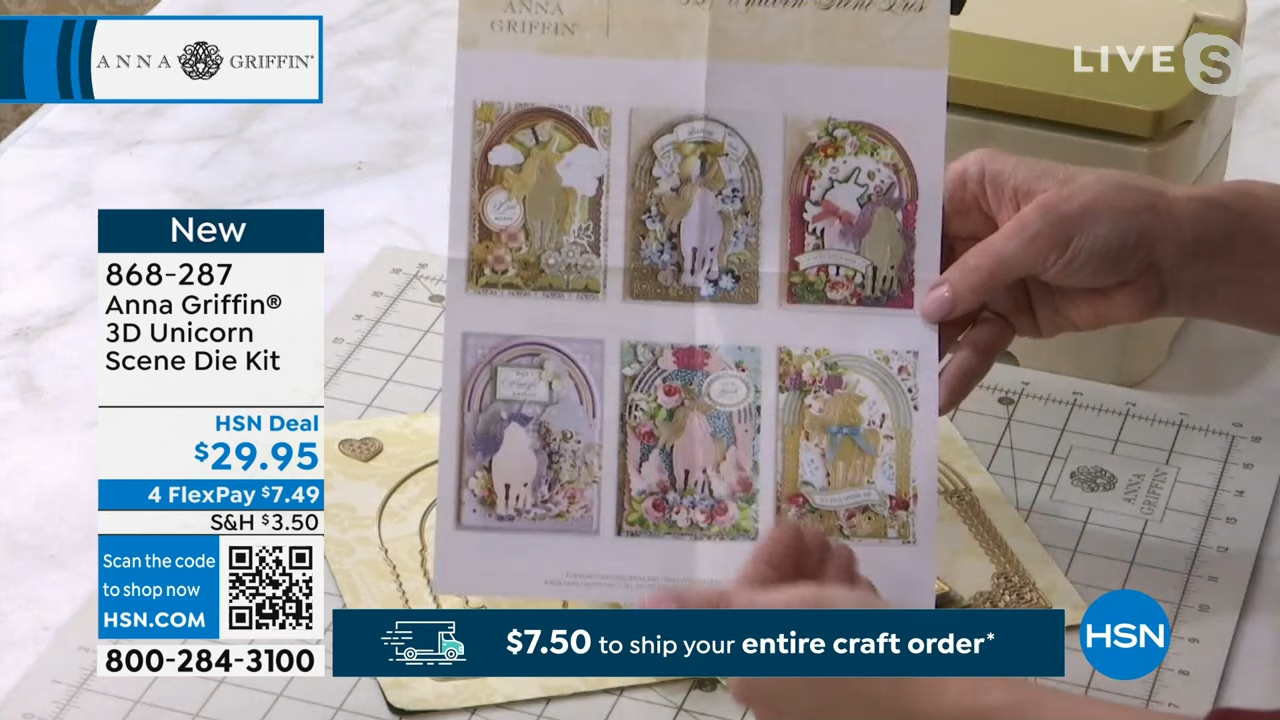 ANNA GRIFFIN®
LIVE S
ANNA
GRIFFIN
New
868-287
Anna Griffin®
3D Unicorn
Scene Die Kit
HSN Deal
$29.95
4 FlexPay $7.49
S&H $3.50
Scan the code
to shop now
HSN.COM
800-284-3100
ANNA
GRIFFIN
$7.50 to ship your entire craft order*
HSN